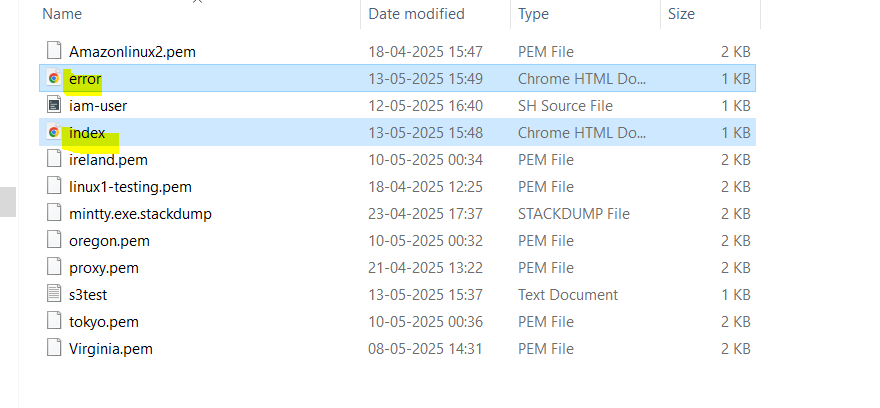 Name Date modified Type Size
Amazonlinux2.pem 18-04-2025 15:47 PEM File 2 KB
error 13-05-2025 15:49 Chrome HTML Do... 1 KB
iam-user 12-05-2025 16:40 SH Source File 1 KB
index 13-05-2025 15:48 Chrome HTML Do... 1 KB
ireland.pem 10-05-2025 00:34 PEM File 2 KB
linux1-testing.pem 18-04-2025 12:25 PEM File 2 KB
mintty.exe.stackdump 23-04-2025 17:37 STACKDUMP File 2 KB
oregon.pem 10-05-2025 00:32 PEM File 2 KB
proxy.pem 21-04-2025 13:22 PEM File 2 KB
s3test 13-05-2025 15:37 Text Document 1 KB
tokyo.pem 10-05-2025 00:36 PEM File 2 KB
Virginia.pem 08-05-2025 14:31 PEM File 2 KB